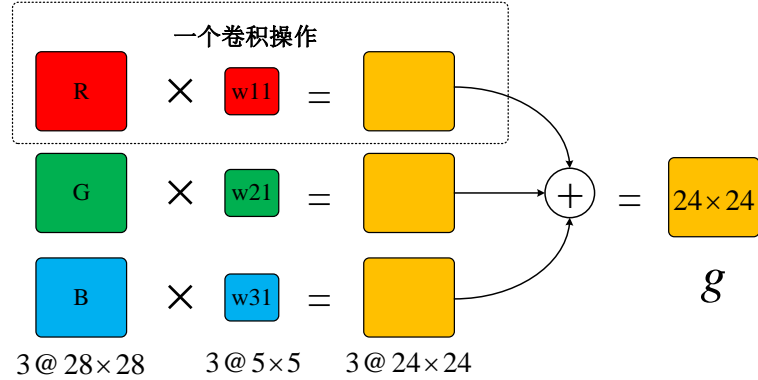 一个卷积操作
R × w11 =
G × w21 = + = 24×24
B × w31 =
g
3@28×28 3@5×5 3@24×24